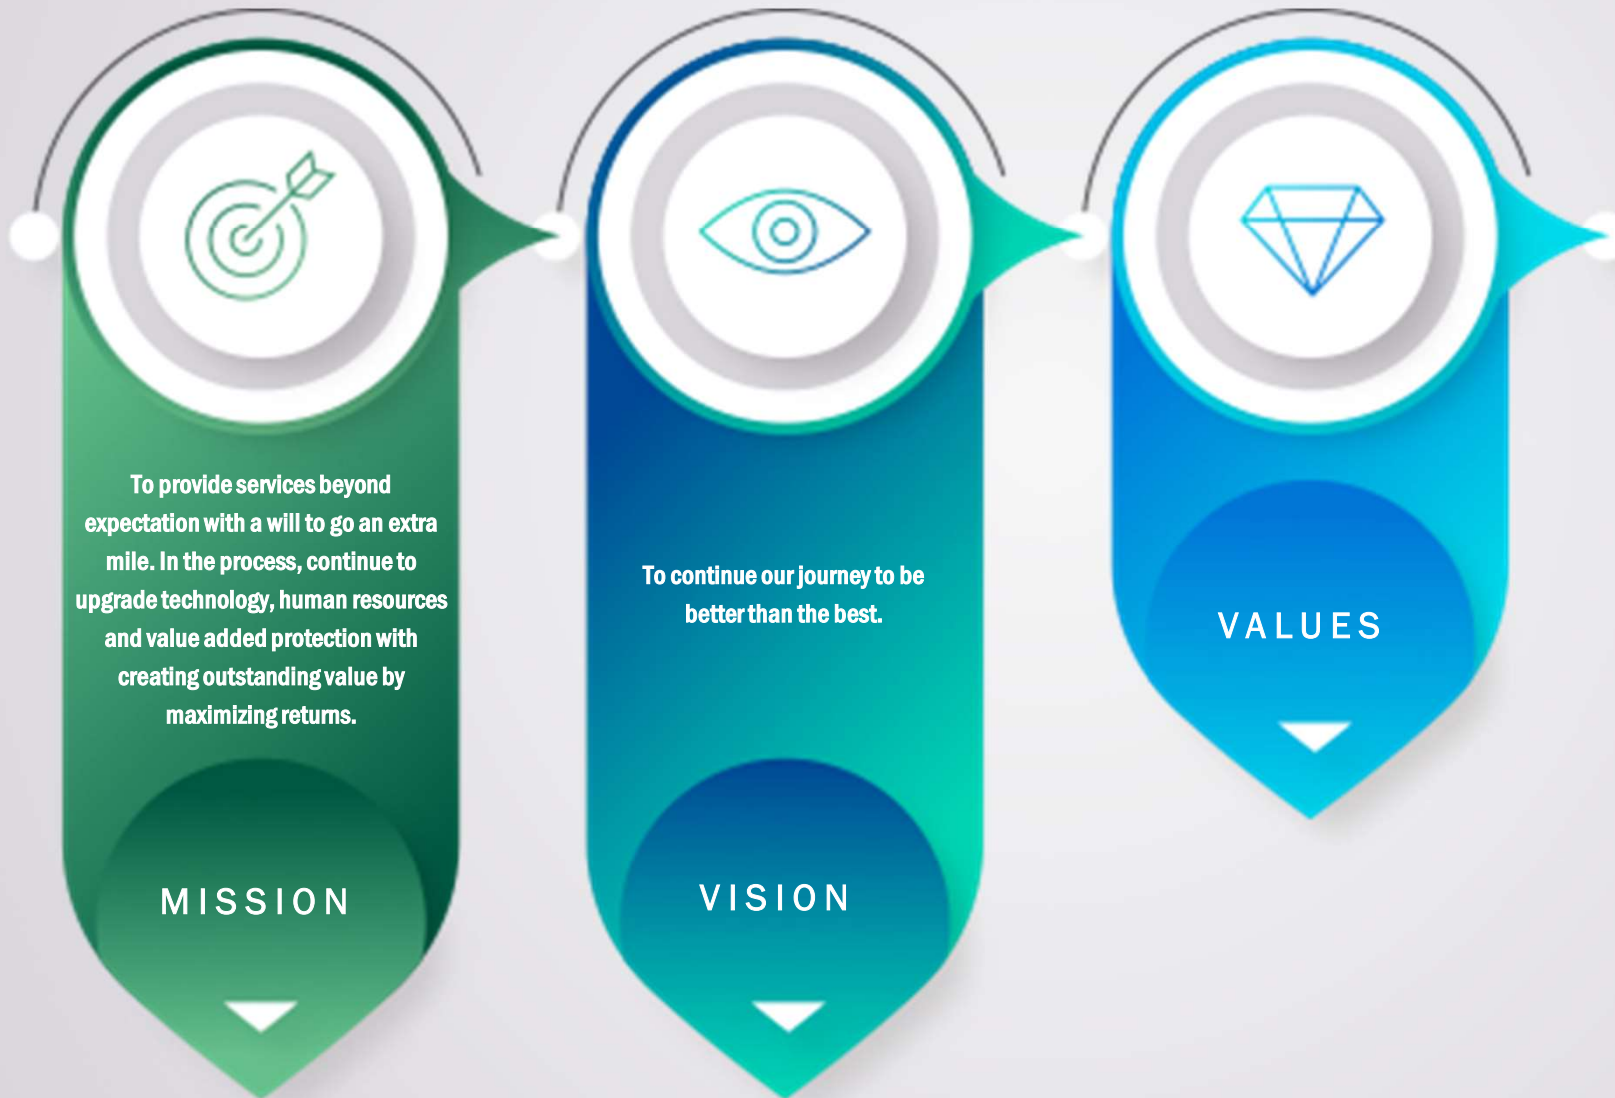 To provide services beyond
expectation with a will to go an extra
mile. In the process, continue to
upgrade technology, human resources
and value added protection with
creating outstanding value by
maximizing returns.
MISSION
To continue our journey to be
better than the best.
VISION
VALUES